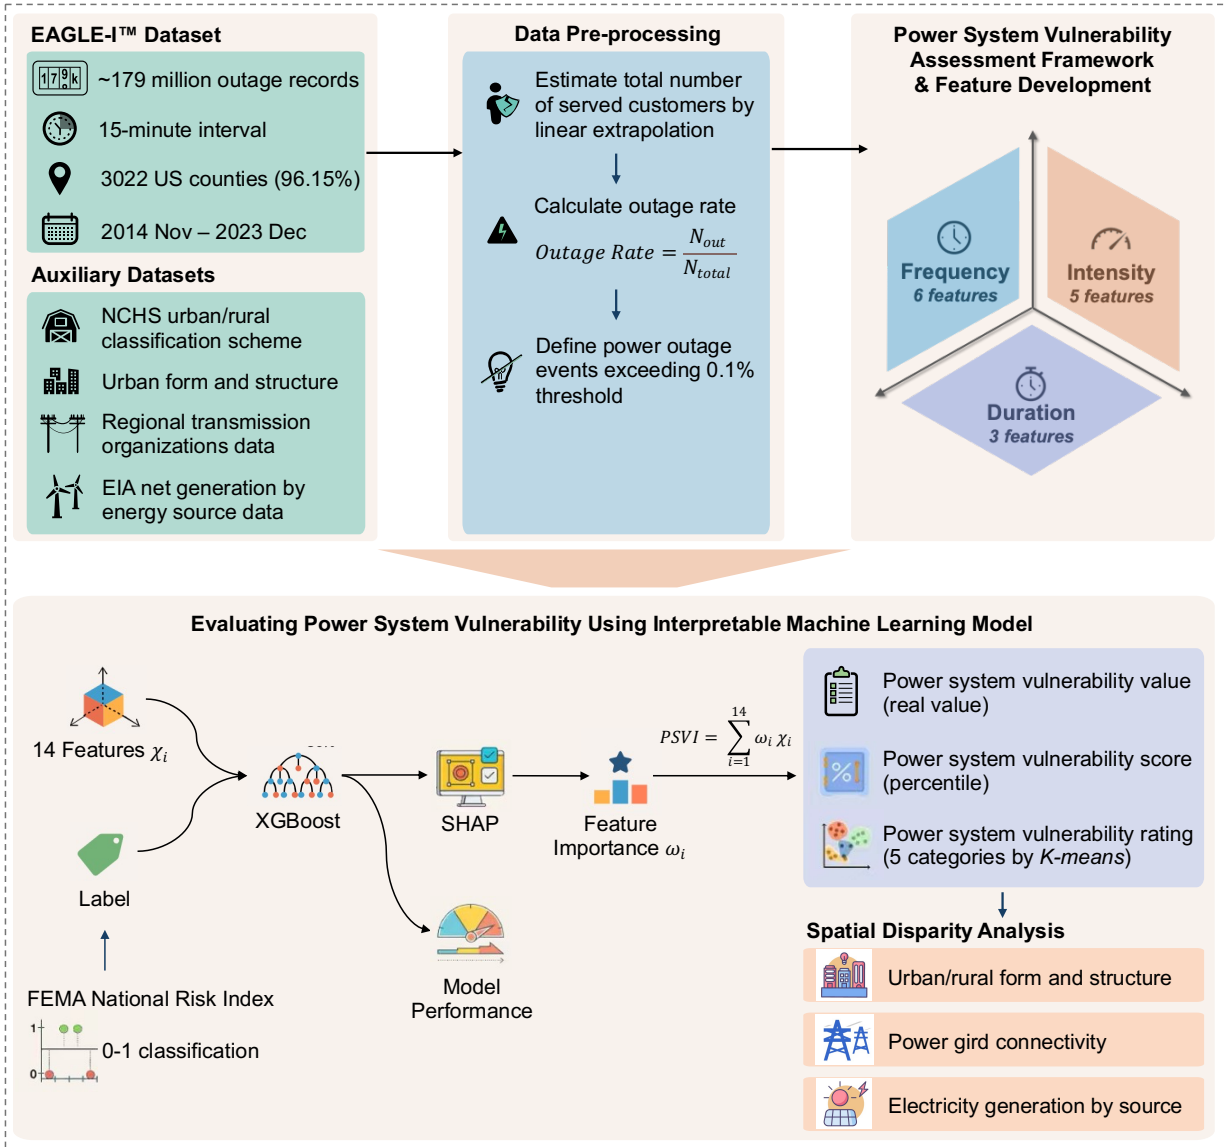 EAGLE-I™ Dataset
~179 million outage records
15-minute interval
3022 US counties (96.15%)
2014 Nov – 2023 Dec
Auxiliary Datasets
NCHS urban/rural
classification scheme
Urban form and structure
Regional transmission
organizations data
EIA net generation by
energy source data
Data Pre-processing
Estimate total number
of served customers by
linear extrapolation
Calculate outage rate
Outage Rate = N_out / N_total
Define power outage
events exceeding 0.1%
threshold
Power System Vulnerability
Assessment Framework
& Feature Development
Frequency
6 features
Intensity
5 features
Duration
3 features
Evaluating Power System Vulnerability Using Interpretable Machine Learning Model
14 Features χᵢ
Label
FEMA National Risk Index
1
0
0-1 classification
XGBoost
SHAP
Model
Performance
Feature
Importance ωᵢ
PSVI = ∑_{i=1}^{14} ωᵢ χᵢ
Power system vulnerability value
(real value)
%
Power system vulnerability score
(percentile)
Power system vulnerability rating
(5 categories by K-means)
Spatial Disparity Analysis
Urban/rural form and structure
Power gird connectivity
Electricity generation by source